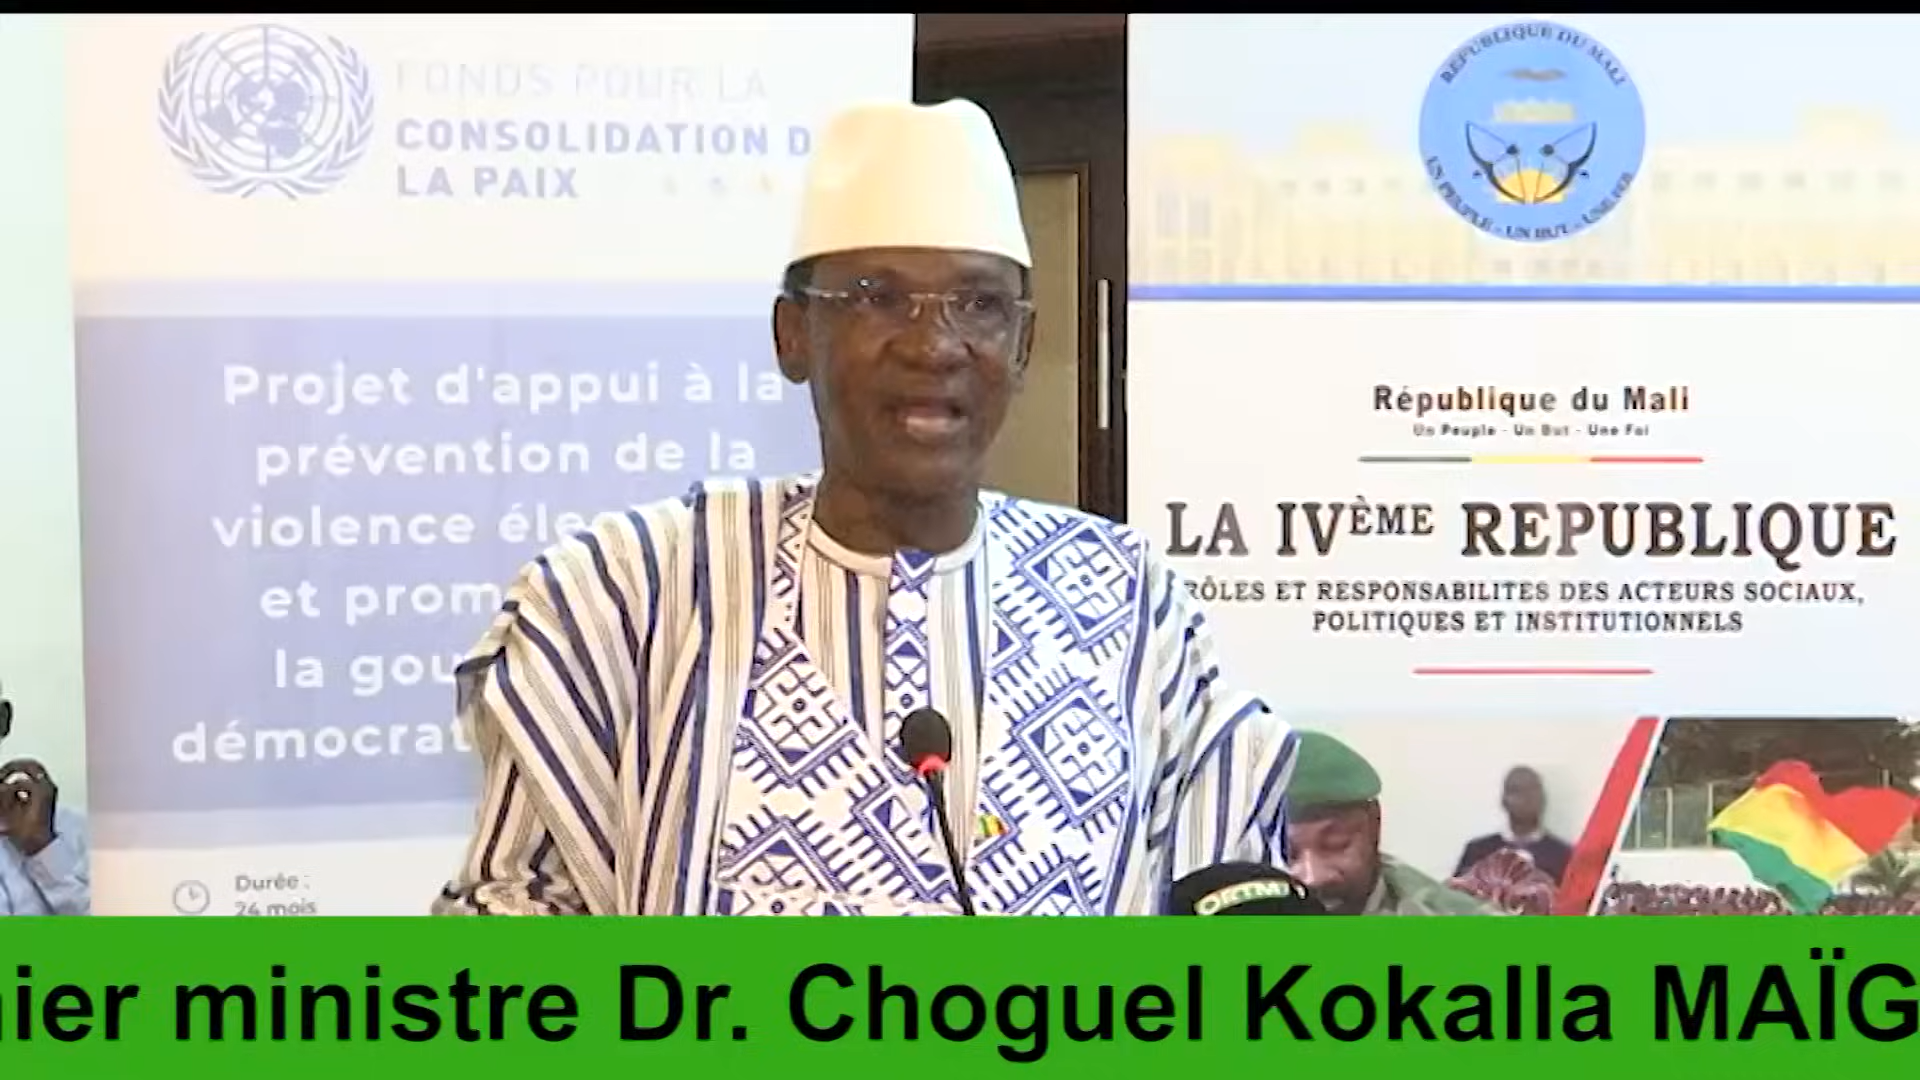 FONDS POUR LA
CONSOLIDATION D
LA PAIX
Projet d'appui à la
prévention de la
violence éle
et prom
la gou
démocrat
Durée :
24 mois
REPUBLIQUE DU MALI
UN PEUPLE - UN BUT - UNE FOI
République du Mali
Un Peuple - Un But - Une Foi
LA IVÈME REPUBLIQUE
RÔLES ET RESPONSABILITES DES ACTEURS SOCIAUX,
POLITIQUES ET INSTITUTIONNELS
ORTM
nier ministre Dr. Choguel Kokalla MAÏG